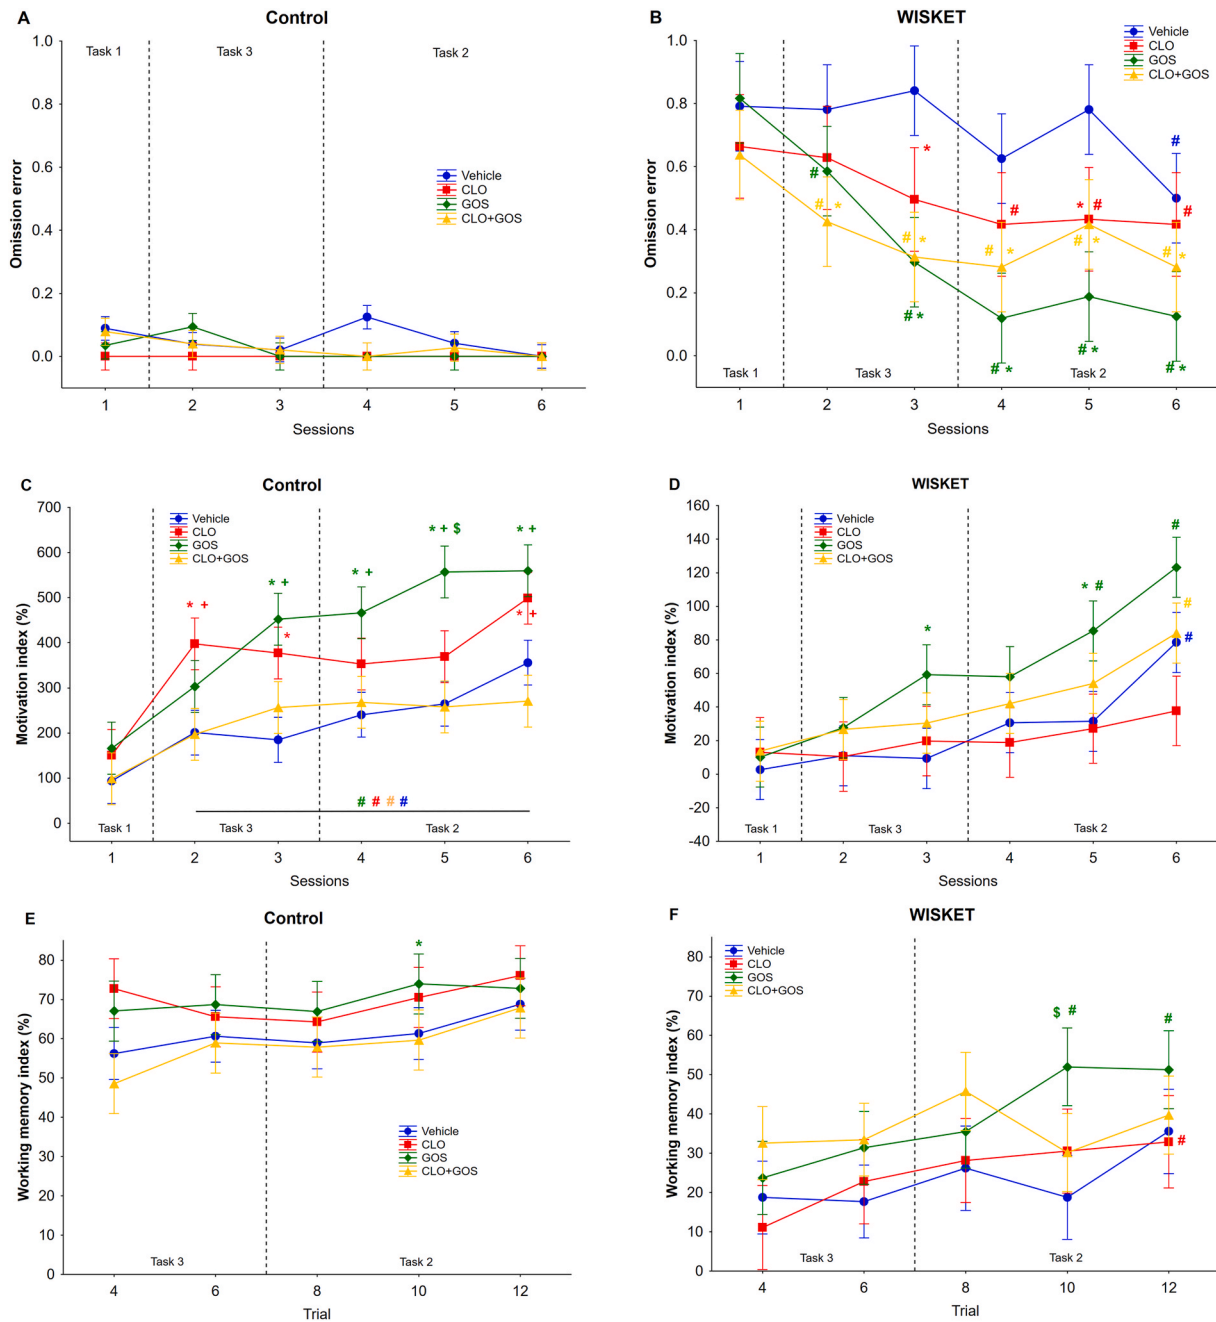 A
Control
Task 1
Task 3
Task 2
1.0
0.8
0.6
0.4
0.2
0.0
Omission error
Vehicle
CLO
GOS
CLO+GOS
1 2 3 4 5 6
Sessions
B
WISKET
Vehicle
CLO
GOS
CLO+GOS
1.0
0.8
0.6
0.4
0.2
0.0
Omission error
#
*
#
# *
# *
# *
#
# *
# *
* #
# *
# *
#
# *
# *
Task 1
Task 3
Task 2
1 2 3 4 5 6
Sessions
C
Control
700
600
500
400
300
200
100
0
Motivation index (%)
Vehicle
CLO
GOS
CLO+GOS
* +
* +
*
* +
* + $
* +
* +
# # # #
Task 1
Task 3
Task 2
1 2 3 4 5 6
Sessions
D
WISKET
160
140
120
100
80
60
40
20
0
-20
-40
Motivation index (%)
Vehicle
CLO
GOS
CLO+GOS
*
* #
#
#
#
Task 1
Task 3
Task 2
1 2 3 4 5 6
Sessions
E
Control
80
70
60
50
40
30
20
10
0
Working memory index (%)
*
Vehicle
CLO
GOS
CLO+GOS
Task 3
Task 2
4 6 8 10 12
Trial
F
WISKET
80
70
60
50
40
30
20
10
0
Working memory index (%)
Vehicle
CLO
GOS
CLO+GOS
$ #
#
#
Task 3
Task 2
4 6 8 10 12
Trial